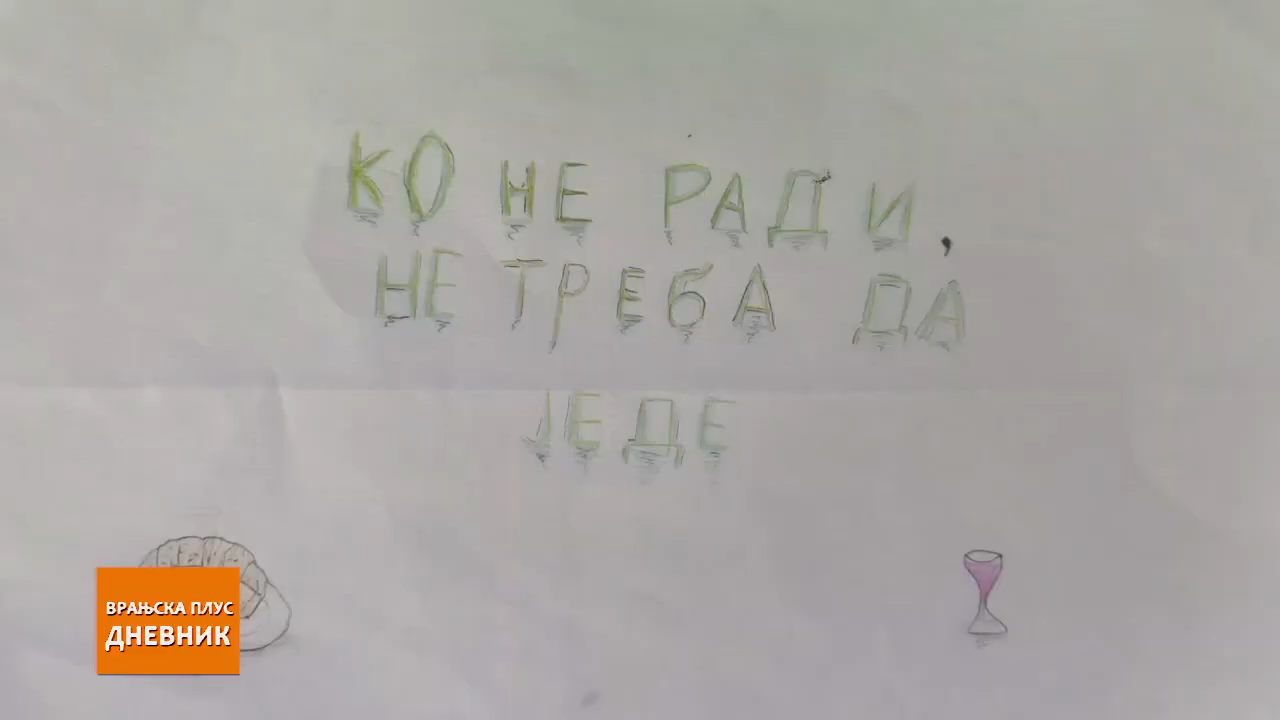 КО НЕ РАДИ,
НЕ ТРЕБА ДА
ЈЕДЕ
ВРАЊСКА ПЛУС
ДНЕВНИК